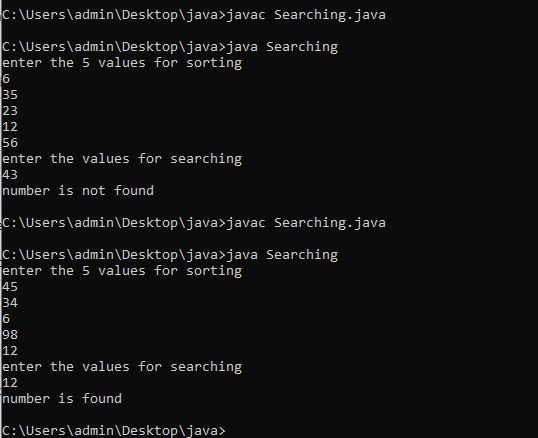 C:\Users\admin\Desktop\java>javac Searching.java
C:\Users\admin\Desktop\java>java Searching
enter the 5 values for sorting
6
35
23
12
56
enter the values for searching
43
number is not found
C:\Users\admin\Desktop\java>javac Searching.java
C:\Users\admin\Desktop\java>java Searching
enter the 5 values for sorting
45
34
6
98
12
enter the values for searching
12
number is found
C:\Users\admin\Desktop\java>